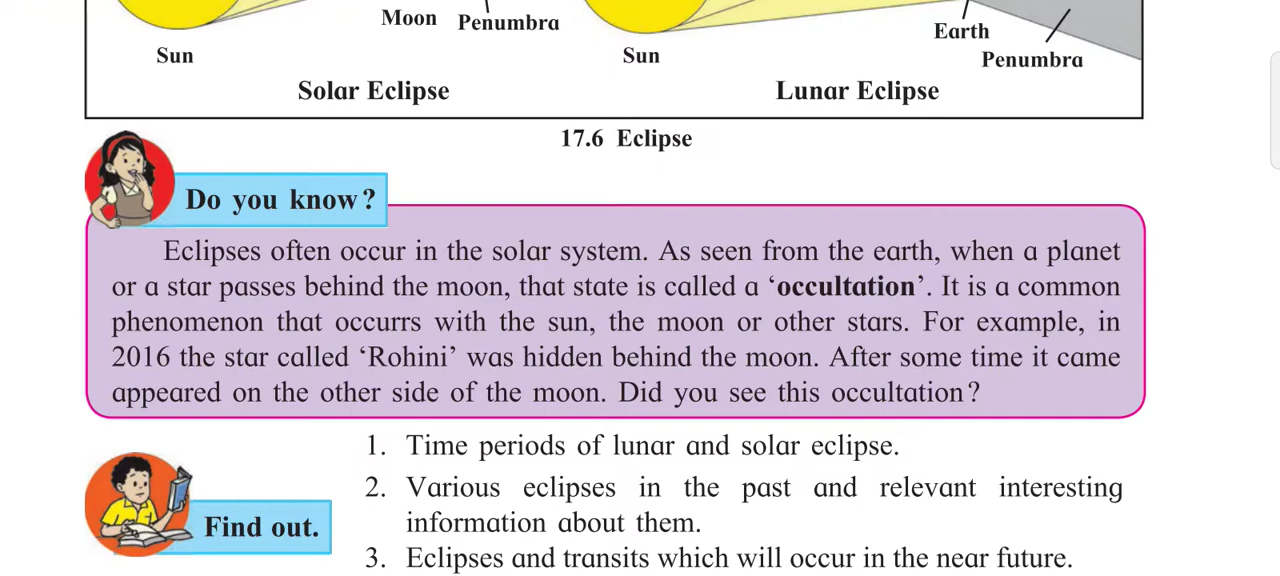 Moon Penumbra
Earth
Sun
Sun
Penumbra
Solar Eclipse
Lunar Eclipse
17.6 Eclipse
Do you know?
Eclipses often occur in the solar system. As seen from the earth, when a planet
or a star passes behind the moon, that state is called a ‘occultation’. It is a common
phenomenon that occurrs with the sun, the moon or other stars. For example, in
2016 the star called ‘Rohini’ was hidden behind the moon. After some time it came
appeared on the other side of the moon. Did you see this occultation?
Find out.
1. Time periods of lunar and solar eclipse.
2. Various eclipses in the past and relevant interesting
information about them.
3. Eclipses and transits which will occur in the near future.